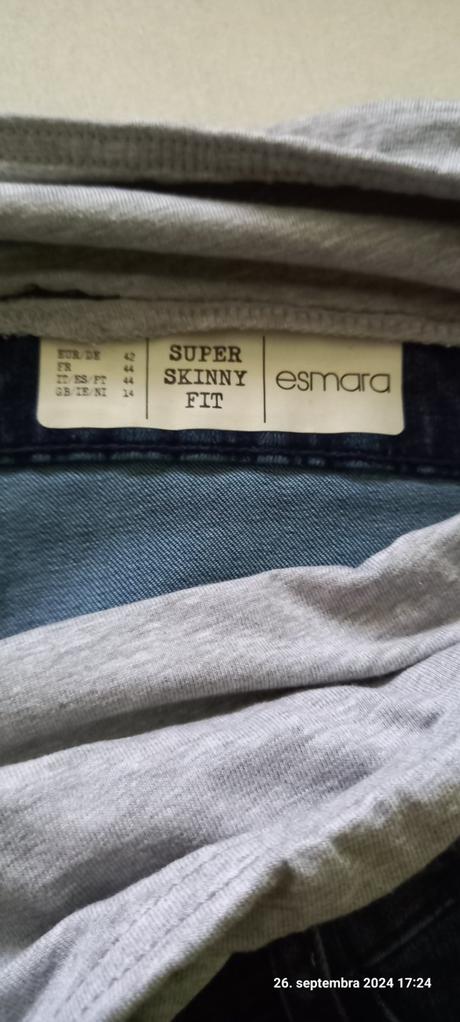 EUR/DE 42
FR 44
IT/ES/PT 44
GB/IE/NI 14
SUPER
SKINNY
FIT
esmara
26. septembra 2024 17:24